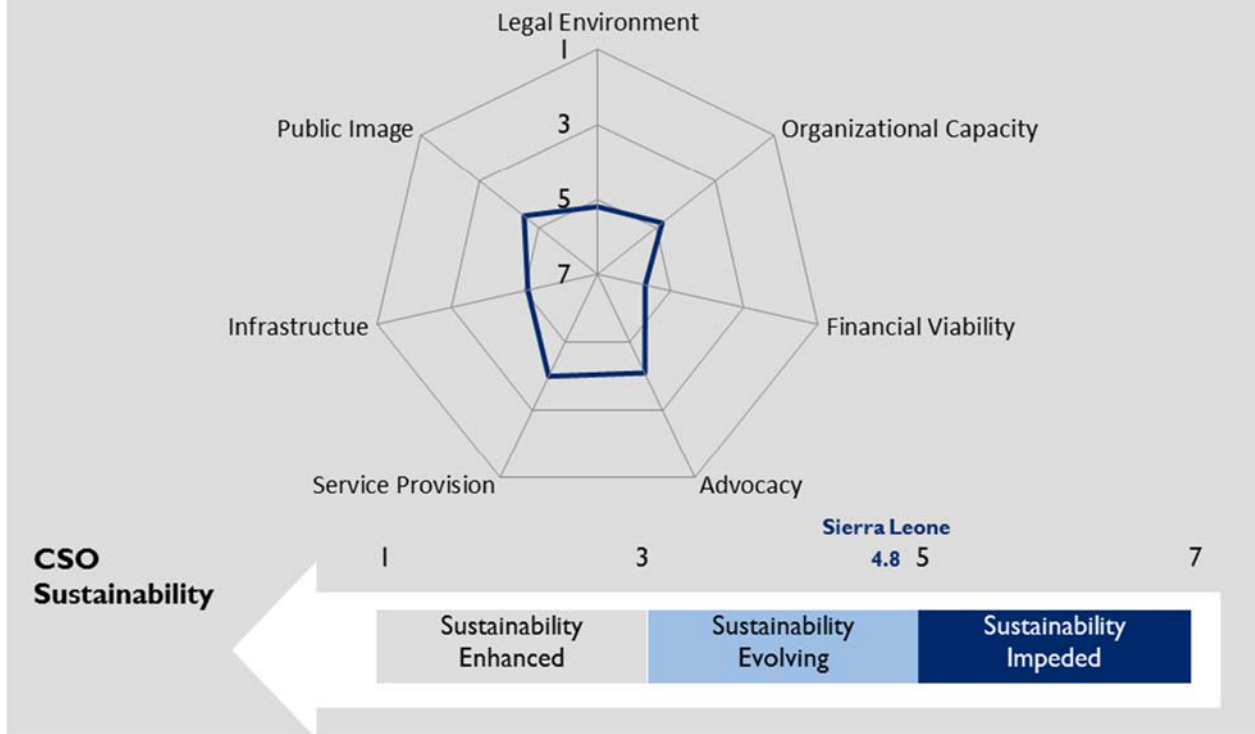 Legal Environment
1
Public Image
3
Organizational Capacity
5
7
Infrastructue
Financial Viability
Service Provision
Advocacy
Sierra Leone
CSO
Sustainability
1
3
4.8
5
7
Sustainability
Enhanced
Sustainability
Evolving
Sustainability
Impeded